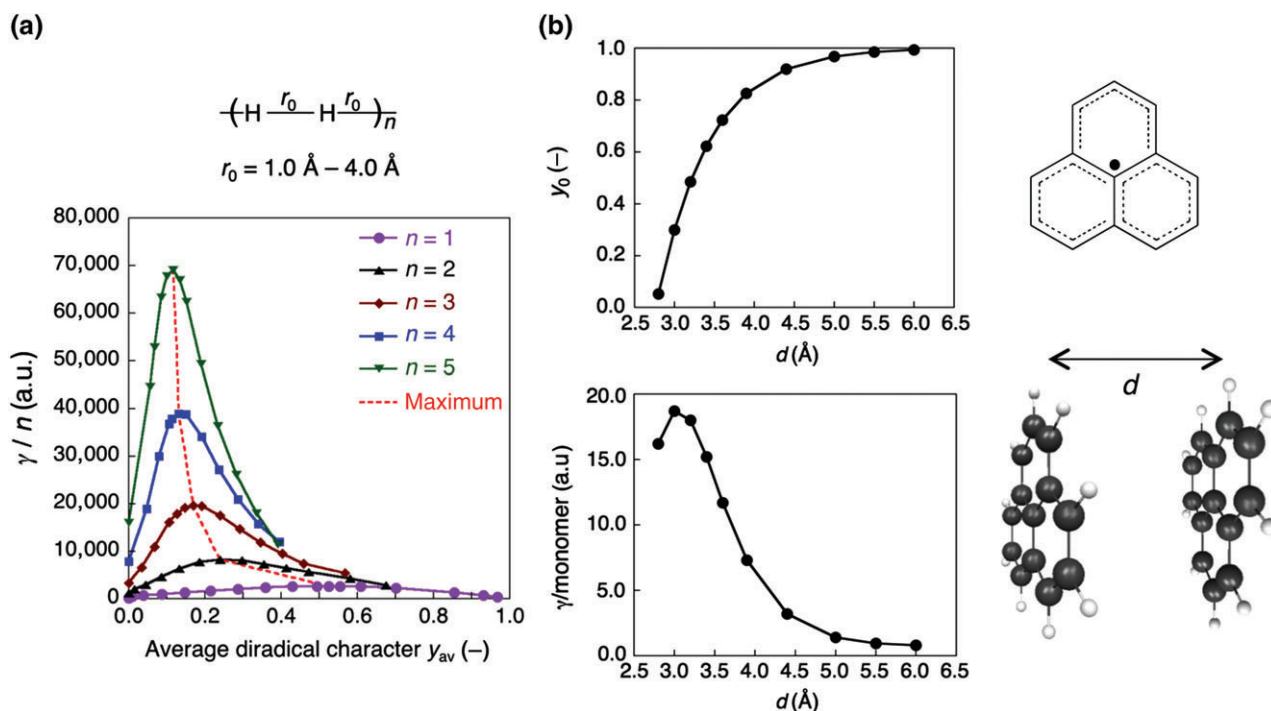 (a)
–(H r₀ H r₀)ₙ
r₀ = 1.0 Å – 4.0 Å
80,000
70,000
60,000
50,000
40,000
30,000
20,000
10,000
0
γ / n (a.u.)
n = 1
n = 2
n = 3
n = 4
n = 5
Maximum
0.0 0.2 0.4 0.6 0.8 1.0
Average diradical character yav (–)
(b)
1.0
0.8
0.6
0.4
0.2
0.0
y₀ (–)
2.5 3.0 3.5 4.0 4.5 5.0 5.5 6.0 6.5
d (Å)
20.0
15.0
10.0
5.0
0.0
γ/monomer (a.u)
2.5 3.0 3.5 4.0 4.5 5.0 5.5 6.0 6.5
d (Å)
d